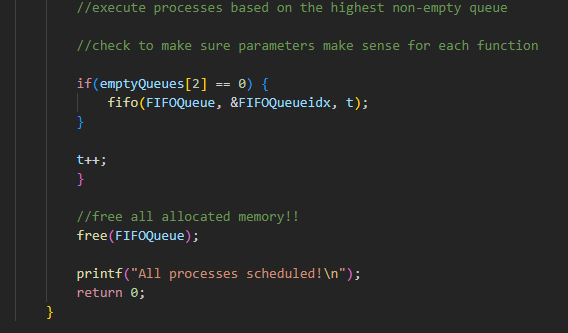 //execute processes based on the highest non-empty queue
//check to make sure parameters make sense for each function
if(emptyQueues[2] == 0) {
fifo(FIFOQueue, &FIFOQueueidx, t);
}
t++;
}
//free all allocated memory!!
free(FIFOQueue);
printf("All processes scheduled!\n");
return 0;
}